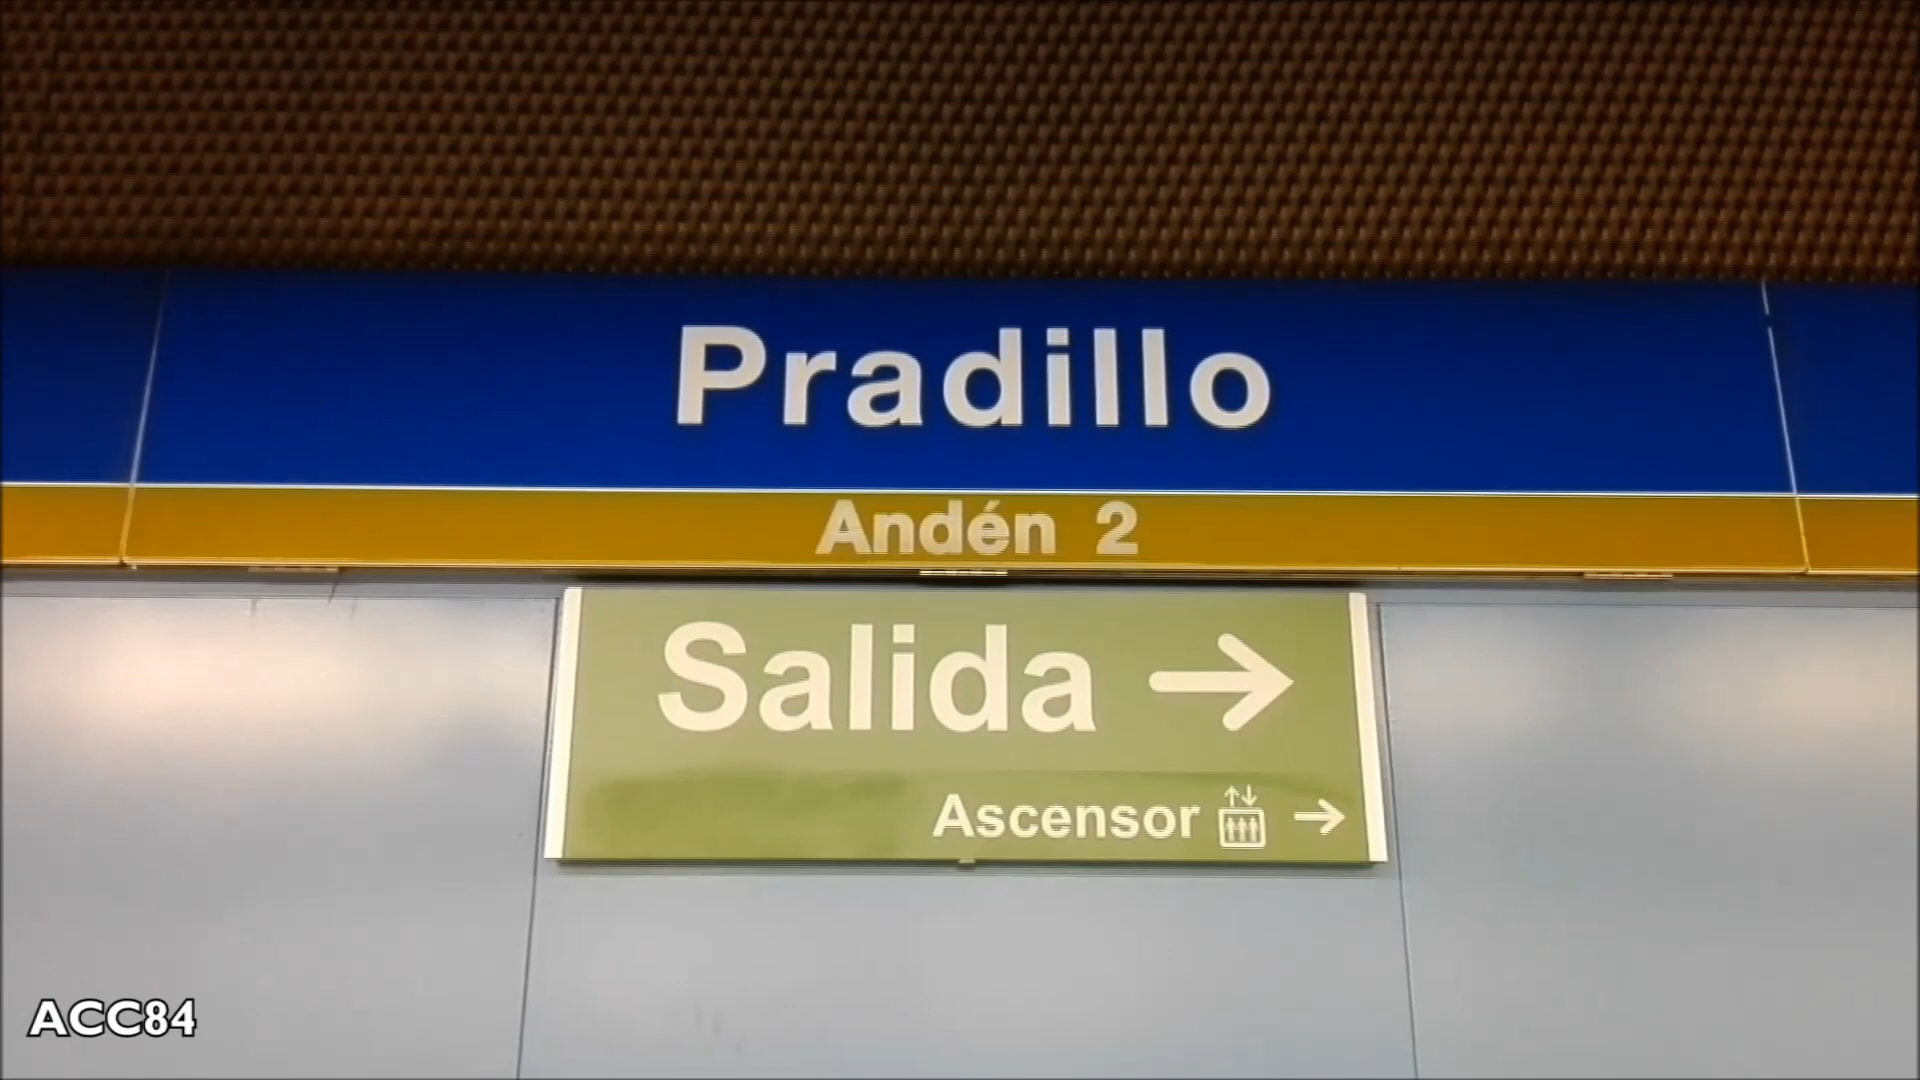 Pradillo
Andén 2
Salida →
Ascensor →
ACC84